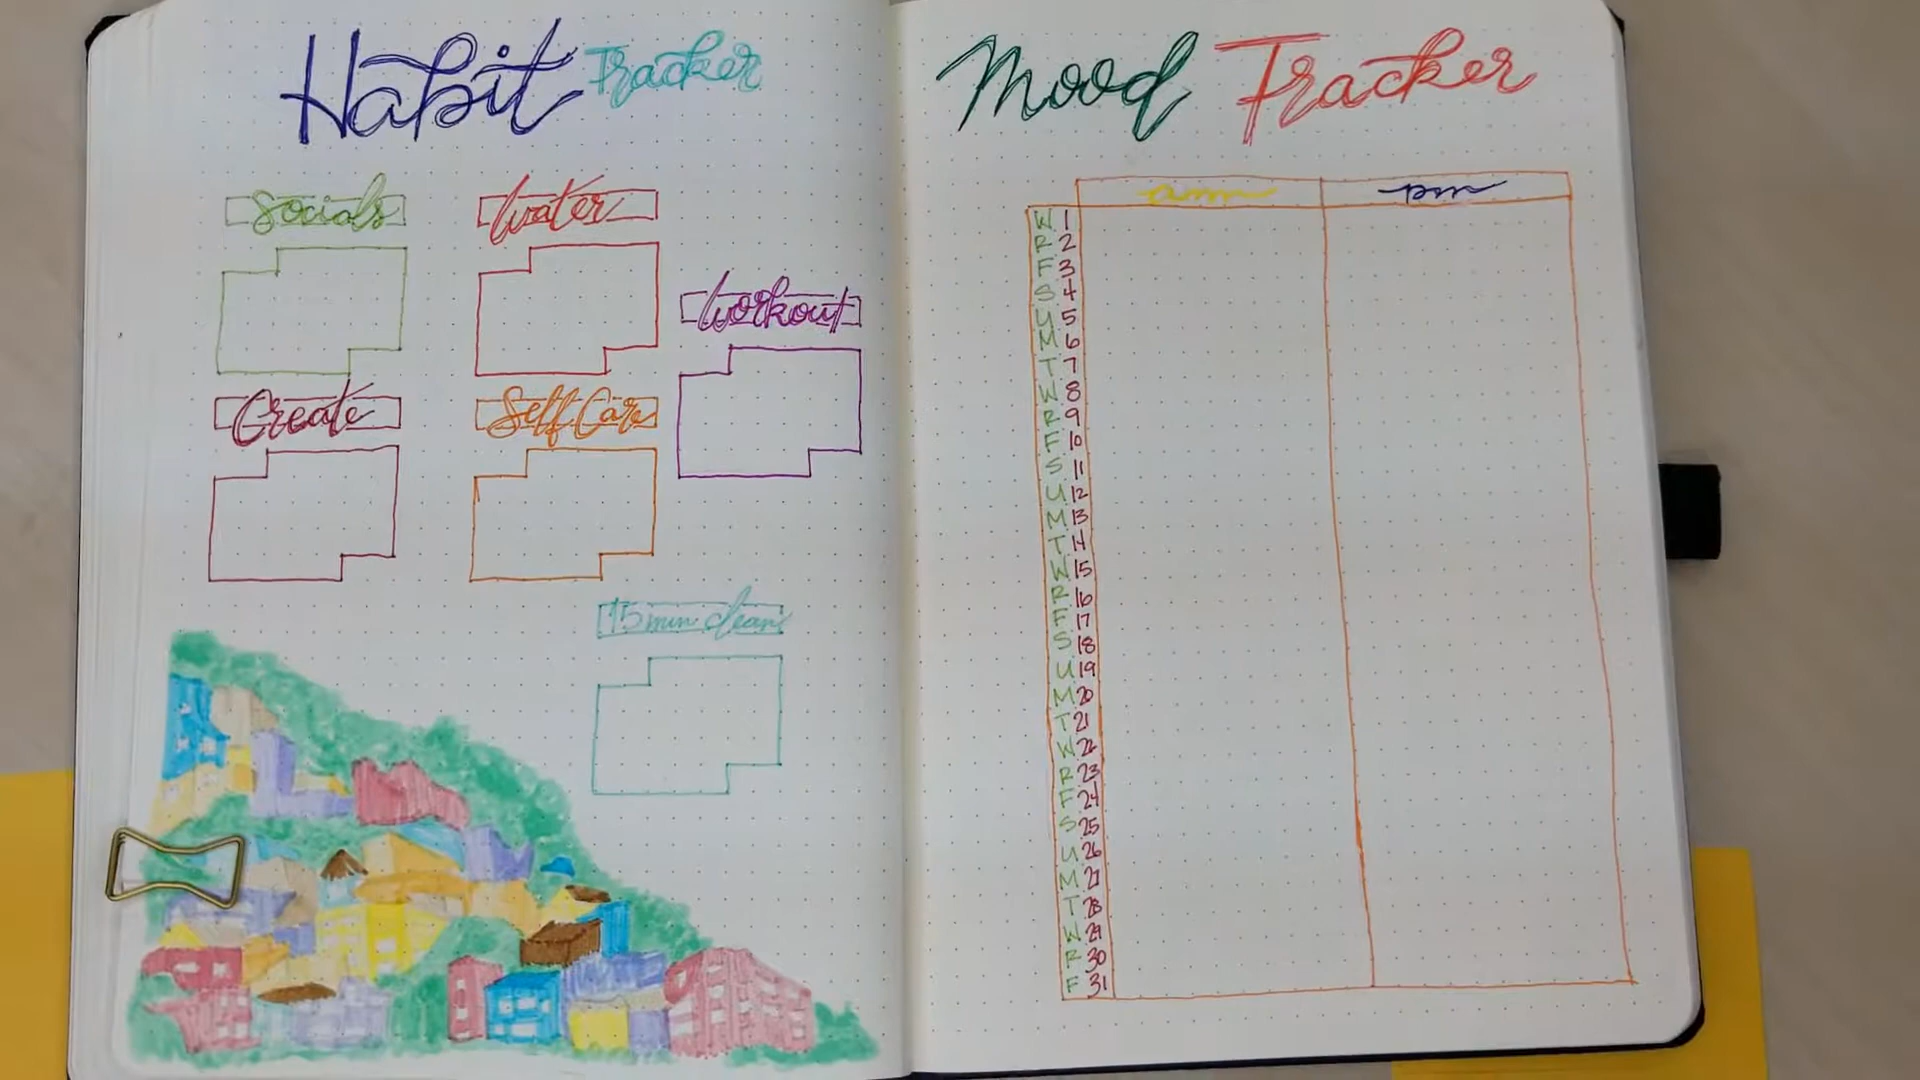 Habit Tracker
Socials
Water
Workout
Create
Self Care
15 min clean
Mood Tracker
am pm
W 1
R 2
F 3
S 4
U 5
M 6
T 7
W 8
R 9
F 10
S 11
U 12
M 13
T 14
W 15
R 16
F 17
S 18
U 19
M 20
T 21
W 22
R 23
F 24
S 25
U 26
M 27
T 28
W 29
R 30
F 31